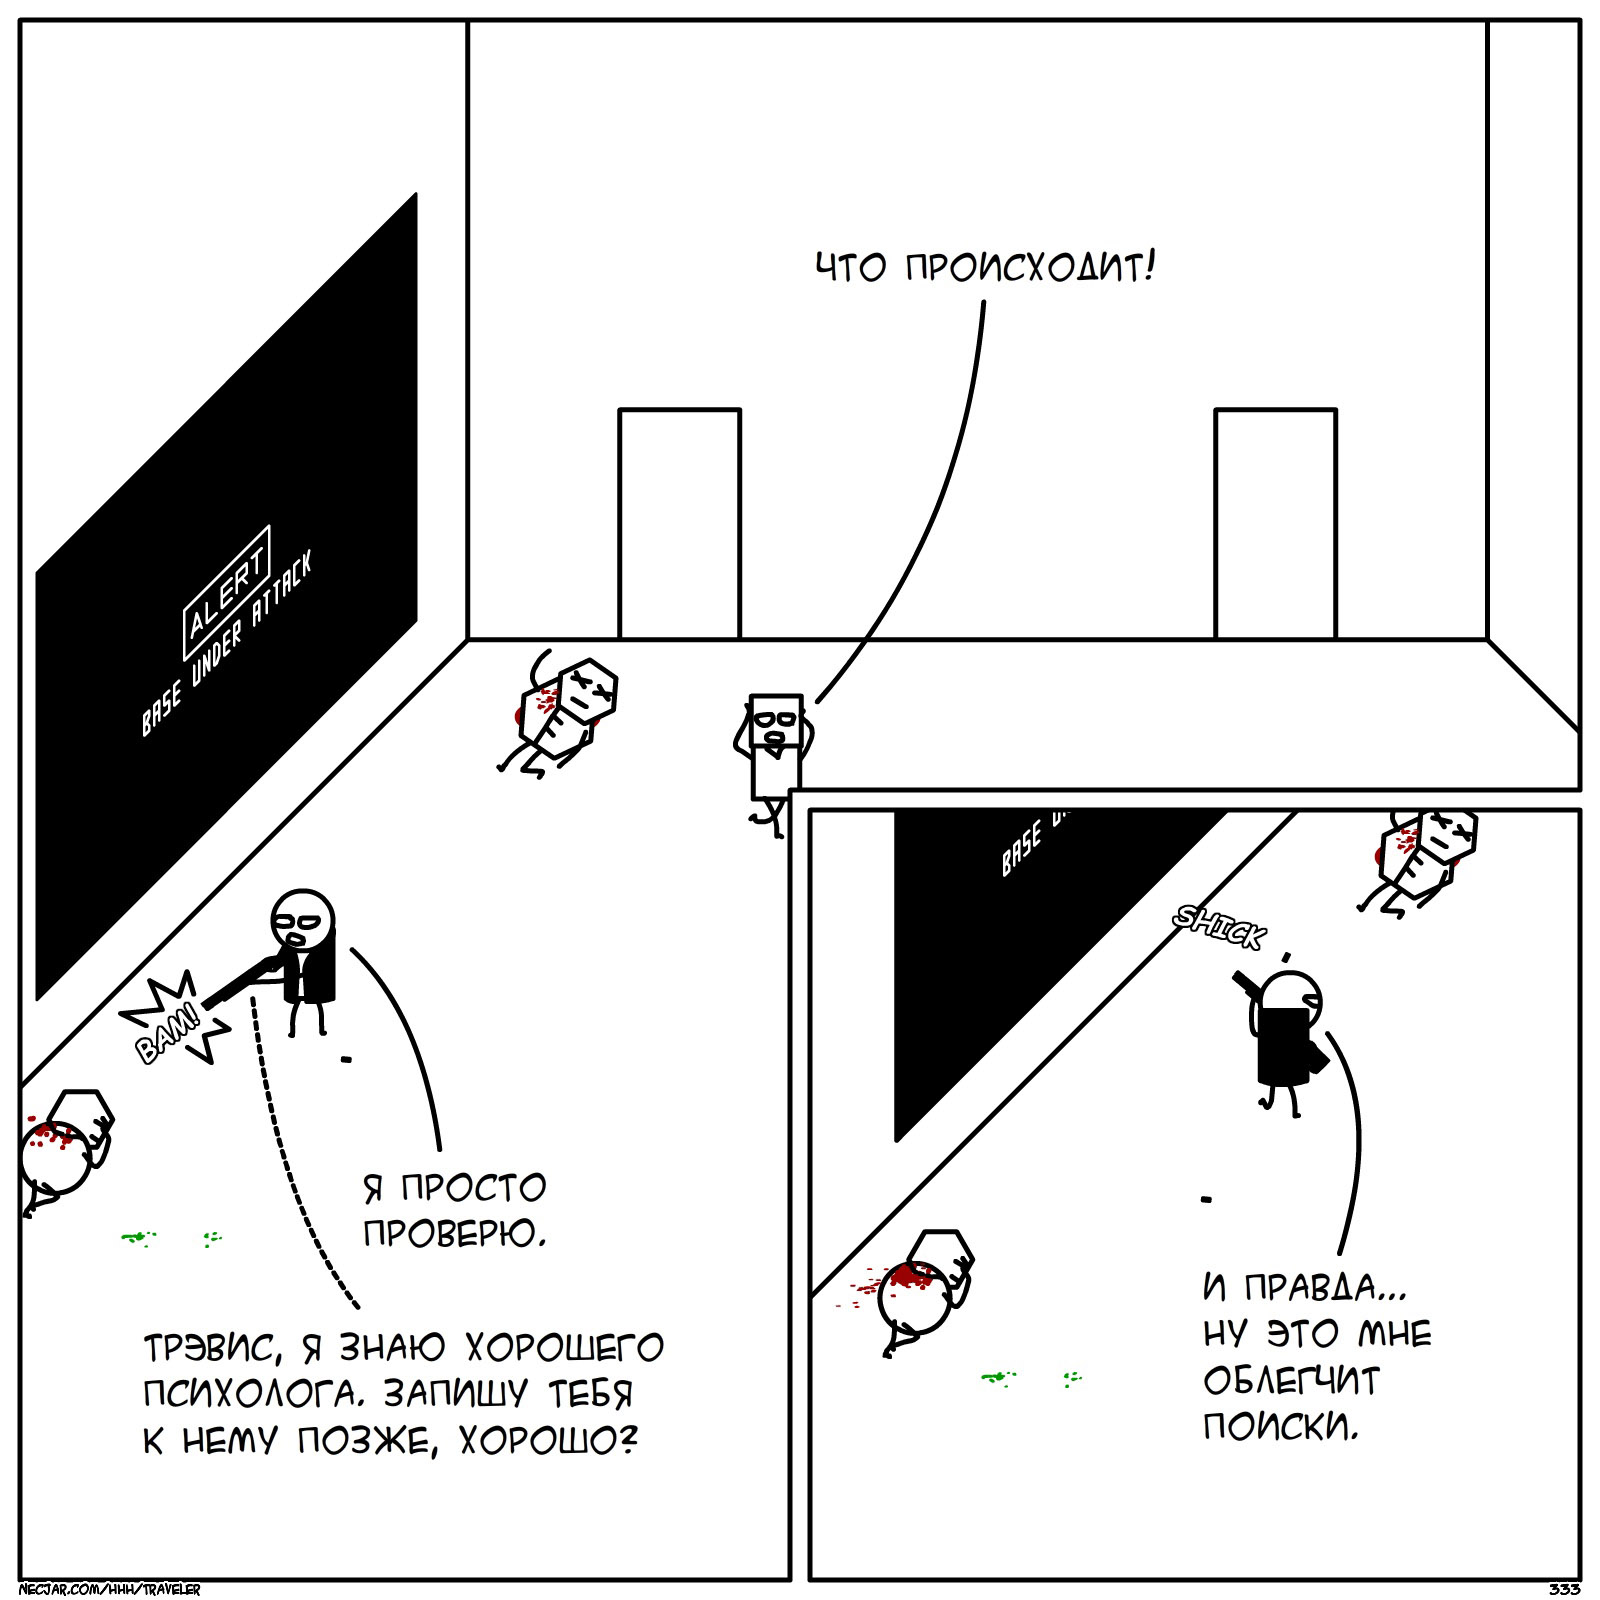 ЧТО ПРОИСХОДИТ!
ALERT
BASE UNDER ATTACK
BAM!
Я ПРОСТО
ПРОВЕРЮ.
ТРЭВИС, Я ЗНАЮ ХОРОШЕГО
ПСИХОЛОГА. ЗАПИШУ ТЕБЯ
К НЕМУ ПОЗЖЕ, ХОРОШО?
BASE
SHICK
И ПРАВДА...
НУ ЭТО МНЕ
ОБЛЕГЧИТ
ПОИСКИ.
NECJAR.COM/HHH/TRAVELER
333